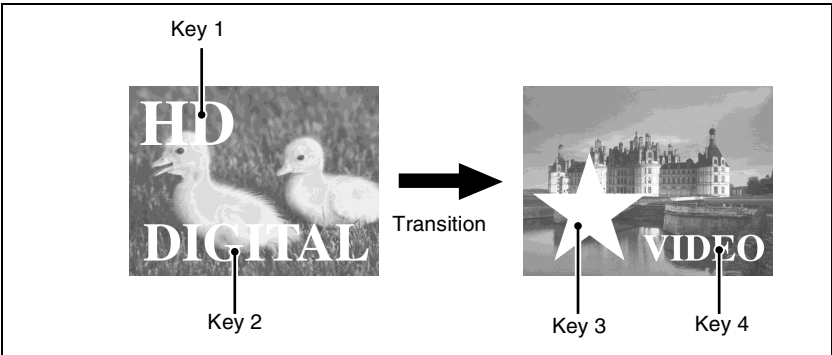 Key 1
HD
DIGITAL
Key 2
Transition
VIDEO
Key 3
Key 4